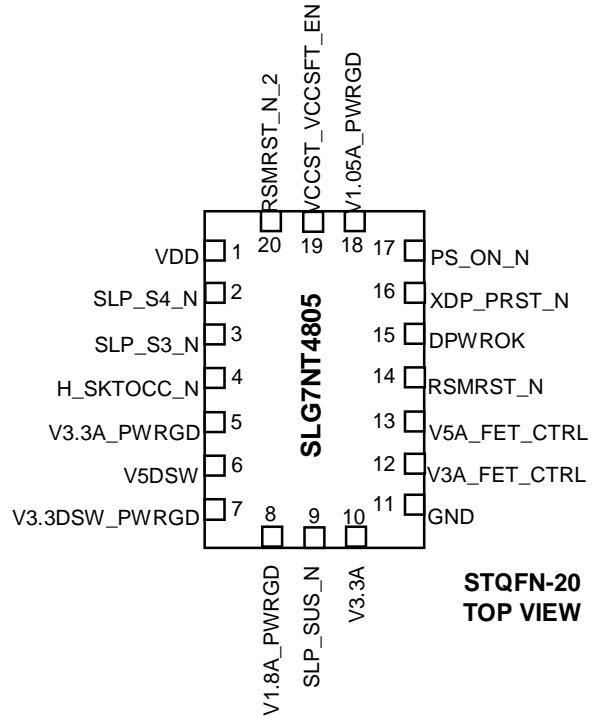 RSMRST_N_2
VCCST_VCCSFT_EN
V1.05A_PWRGD
20
19
18
VDD 1
SLP_S4_N 2
SLP_S3_N 3
H_SKTOCC_N 4
V3.3A_PWRGD 5
V5DSW 6
V3.3DSW_PWRGD 7
SLG7NT4805
17 PS_ON_N
16 XDP_PRST_N
15 DPWROK
14 RSMRST_N
13 V5A_FET_CTRL
12 V3A_FET_CTRL
11 GND
8
9
10
V1.8A_PWRGD
SLP_SUS_N
V3.3A
STQFN-20
TOP VIEW